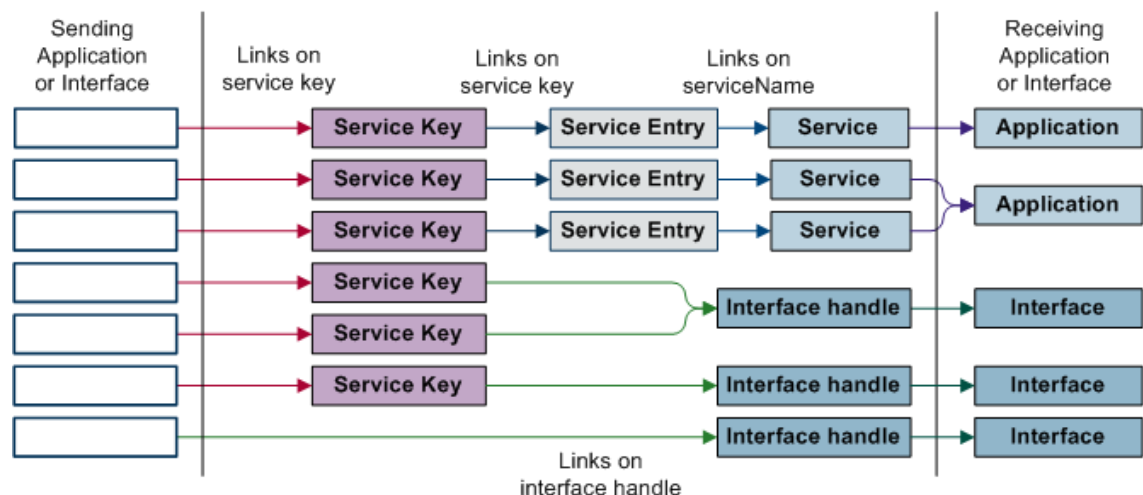 Sending
Application
or Interface
Links on
service key
Links on
service key
Links on
serviceName
Receiving
Application
or Interface
Service Key
Service Entry
Service
Application
Service Key
Service Entry
Service
Application
Service Key
Service Entry
Service
Service Key
Interface handle
Interface
Service Key
Service Key
Interface handle
Interface
Interface handle
Interface
Links on
interface handle